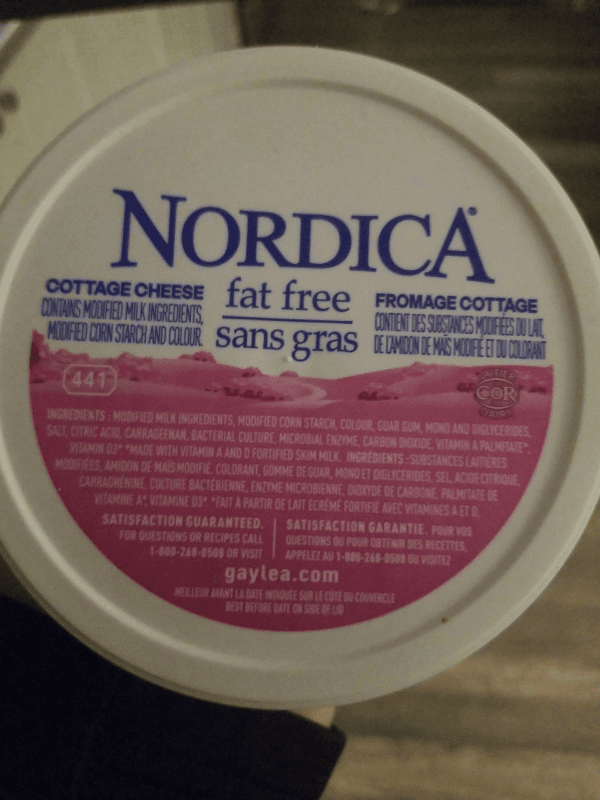 NORDICA
COTTAGE CHEESE
CONTAINS MODIFIED MILK INGREDIENTS,
MODIFIED CORN STARCH AND COLOUR.
fat free
sans gras
FROMAGE COTTAGE
CONTIENT DES SUBSTANCES MODIFIÉES DU LAIT,
DE L'AMIDON DE MAÏS MODIFIÉ ET DU COLORANT
441
LAITIER
COR
DAIRY
INGREDIENTS : MODIFIED MILK INGREDIENTS, MODIFIED CORN STARCH, COLOUR, GUAR GUM, MONO AND DIGLYCERIDES,
SALT, CITRIC ACID, CARRAGEENAN, BACTERIAL CULTURE, MICROBIAL ENZYME, CARBON DIOXIDE, VITAMIN A PALMITATE*,
VITAMIN D3*. *MADE WITH VITAMIN A AND D FORTIFIED SKIM MILK. INGRÉDIENTS : SUBSTANCES LAITIÈRES
MODIFIÉES, AMIDON DE MAÏS MODIFIÉ, COLORANT, GOMME DE GUAR, MONO ET DIGLYCÉRIDES, SEL, ACIDE CITRIQUE,
CARRAGHÉNINE, CULTURE BACTÉRIENNE, ENZYME MICROBIENNE, DIOXYDE DE CARBONE, PALMITATE DE
VITAMINE A*, VITAMINE D3*. *FAIT À PARTIR DE LAIT ÉCRÉMÉ FORTIFIÉ AVEC VITAMINES A ET D.
SATISFACTION GUARANTEED.
FOR QUESTIONS OR RECIPES CALL
1-800-268-0508 OR VISIT
SATISFACTION GARANTIE. POUR VOS
QUESTIONS OU POUR OBTENIR DES RECETTES,
APPELEZ AU 1-800-268-0508 OU VISITEZ
gaylea.com
MEILLEUR AVANT LA DATE INDIQUÉE SUR LE CÔTÉ DU COUVERCLE
BEST BEFORE DATE ON SIDE OF LID